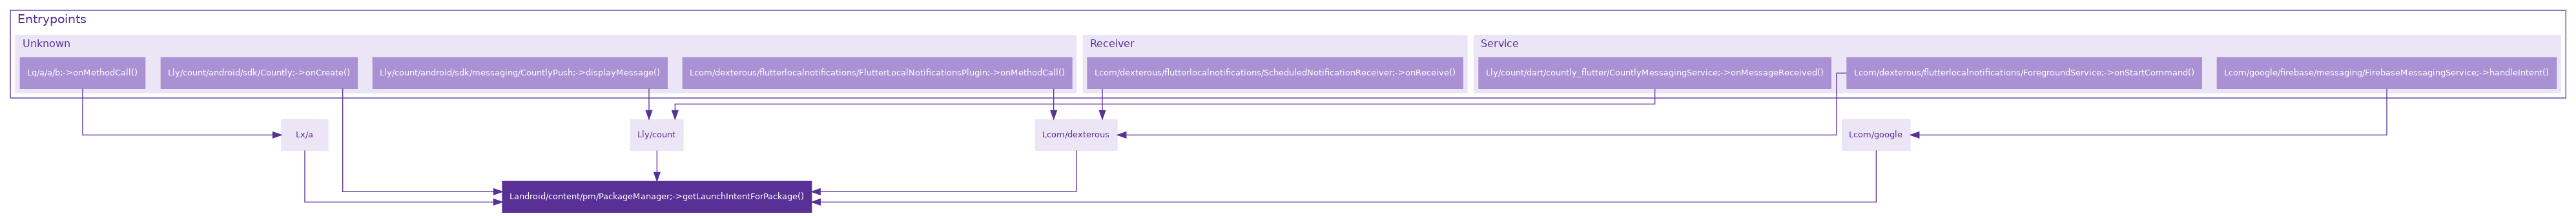 Entrypoints
Unknown
Receiver
Service
Lq/a/a/b;->onMethodCall()
Lly/count/android/sdk/Countly;->onCreate()
Lly/count/android/sdk/messaging/CountlyPush;->displayMessage()
Lcom/dexterous/flutterlocalnotifications/FlutterLocalNotificationsPlugin;->onMethodCall()
Lcom/dexterous/flutterlocalnotifications/ScheduledNotificationReceiver;->onReceive()
Lly/count/dart/countly_flutter/CountlyMessagingService;->onMessageReceived()
Lcom/dexterous/flutterlocalnotifications/ForegroundService;->onStartCommand()
Lcom/google/firebase/messaging/FirebaseMessagingService;->handleIntent()
Lx/a
Lly/count
Lcom/dexterous
Lcom/google
Landroid/content/pm/PackageManager;->getLaunchIntentForPackage()